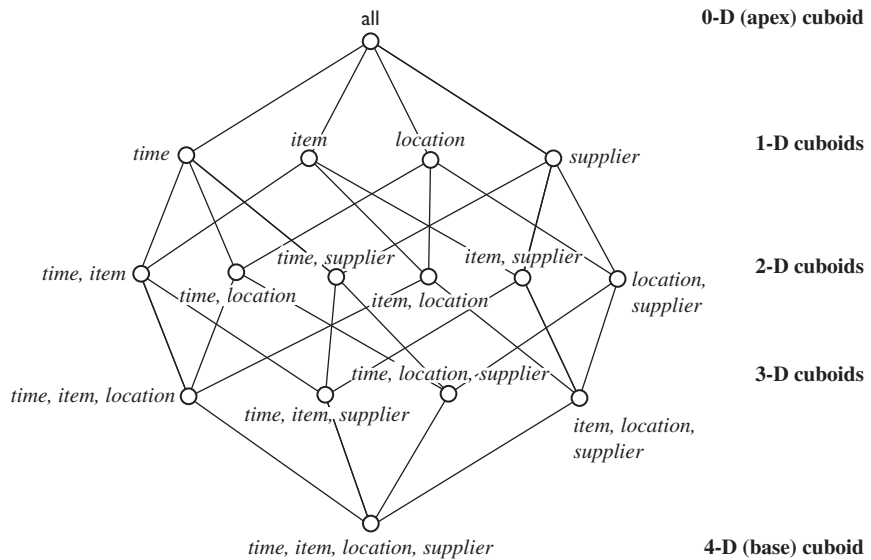 all
0-D (apex) cuboid
time
item
location
supplier
1-D cuboids
time, item
time, location
time, supplier
item, location
item, supplier
location,
supplier
2-D cuboids
3-D cuboids
time, item, location
time, item, supplier
time, location, supplier
item, location,
supplier
time, item, location, supplier
4-D (base) cuboid